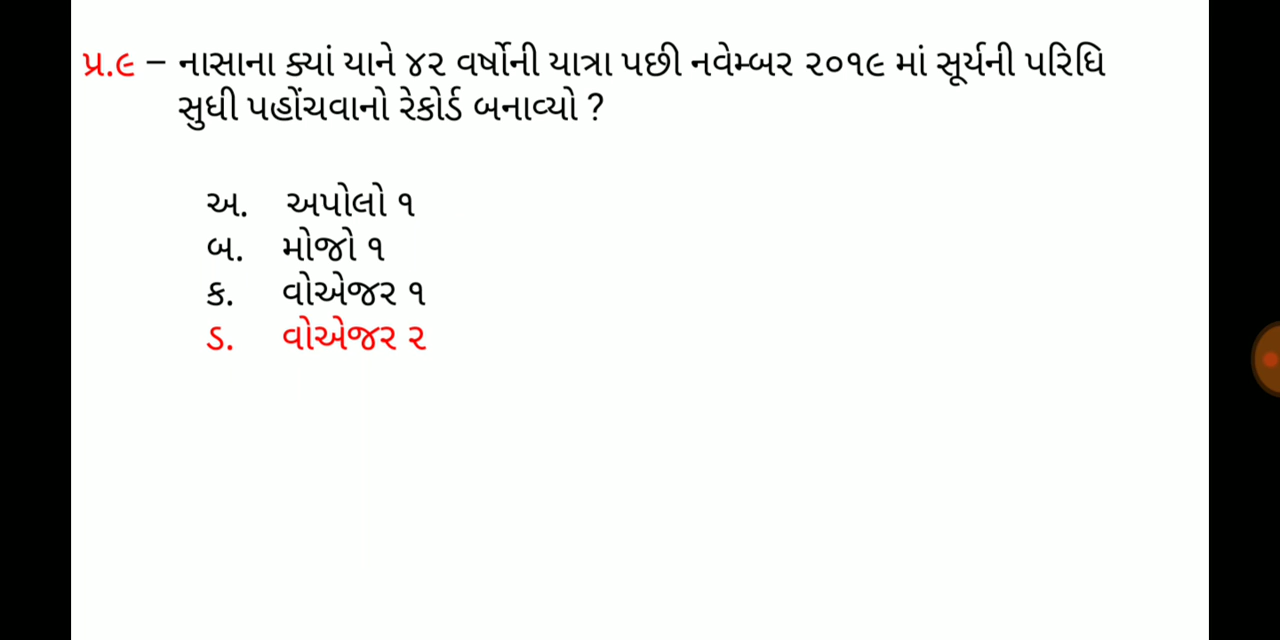 પ્ર.૯ – નાસાના ક્યાં યાને ૪૨ વર્ષોની યાત્રા પછી નવેમ્બર ૨૦૧૯ માં સૂર્યની પરિધિ
સુધી પહોંચવાનો રેકોર્ડ બનાવ્યો ?
અ. અપોલો ૧
બ. મોજો ૧
ક. વોએજર ૧
ડ. વોએજર ૨